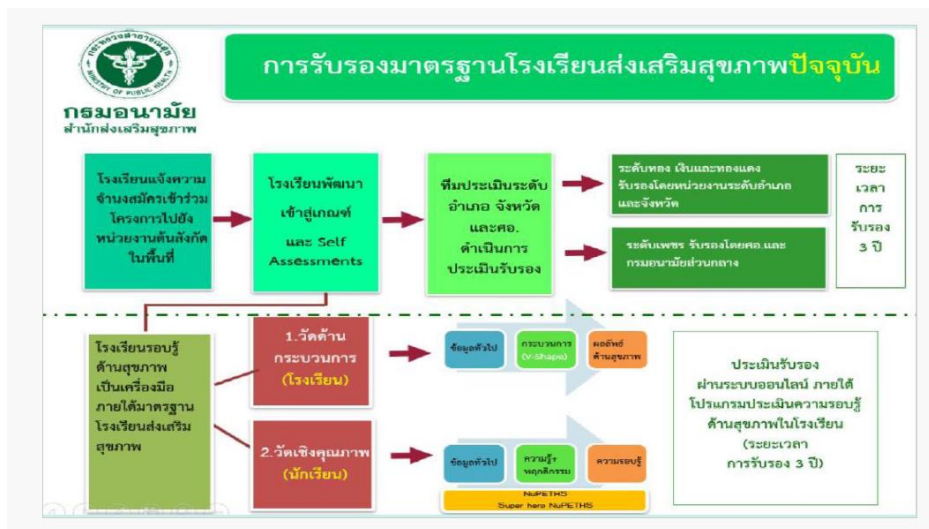 กระทรวงสาธารณสุข
MINISTRY OF PUBLIC HEALTH
กรมอนามัย
สำนักส่งเสริมสุขภาพ
การรับรองมาตรฐานโรงเรียนส่งเสริมสุขภาพปัจจุบัน
โรงเรียนแจ้งความ
จำนงสมัครเข้าร่วม
โครงการไปยัง
หน่วยงานต้นสังกัด
ในพื้นที่
โรงเรียนพัฒนา
เข้าสู่เกณฑ์
และ Self
Assessments
ทีมประเมินระดับ
อำเภอ จังหวัด
และศอ.
ดำเนินการ
ประเมินรับรอง
ระดับทอง เงินและทองแดง
รับรองโดยหน่วยงานระดับอำเภอ
และจังหวัด
ระดับเพชร รับรองโดยศอ.และ
กรมอนามัยส่วนกลาง
ระยะ
เวลา
การ
รับรอง
3 ปี
โรงเรียนรอบรู้
ด้านสุขภาพ
เป็นเครื่องมือ
ภายใต้มาตรฐาน
โรงเรียนส่งเสริม
สุขภาพ
1.วัดด้าน
กระบวนการ
(โรงเรียน)
ข้อมูลทั่วไป
กระบวนการ
(V-Shape)
ผลลัพธ์
ด้านสุขภาพ
2.วัดเชิงคุณภาพ
(นักเรียน)
ข้อมูลทั่วไป
ความรู้+
พฤติกรรม
ความรอบรู้
NuPETHS
Super hero NuPETHS
ประเมินรับรอง
ผ่านระบบออนไลน์ ภายใต้
โปรแกรมประเมินความรอบรู้
ด้านสุขภาพในโรงเรียน
(ระยะเวลา
การรับรอง 3 ปี)